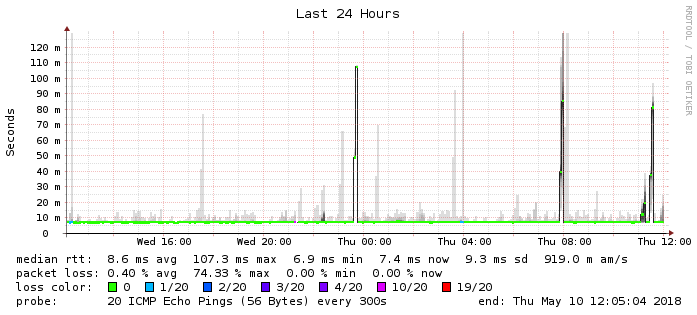 Last 24 Hours
RRDTOOL / TOBI OETIKER
Seconds
120 m
110 m
100 m
90 m
80 m
70 m
60 m
50 m
40 m
30 m
20 m
10 m
0
Wed 16:00 Wed 20:00 Thu 00:00 Thu 04:00 Thu 08:00 Thu 12:00
median rtt: 8.6 ms avg 107.3 ms max 6.9 ms min 7.4 ms now 9.3 ms sd 919.0 m am/s
packet loss: 0.40 % avg 74.33 % max 0.00 % min 0.00 % now
loss color: 0 1/20 2/20 3/20 4/20 10/20 19/20
probe: 20 ICMP Echo Pings (56 Bytes) every 300s end: Thu May 10 12:05:04 2018